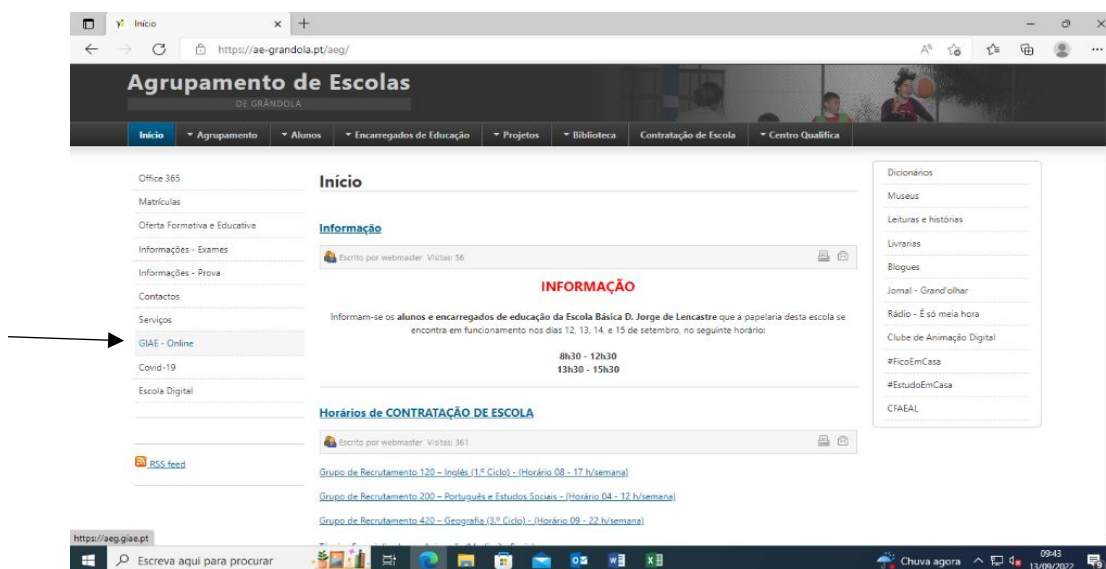 Início
https://ae-grandola.pt/aeg/
Agrupamento de Escolas
DE GRÂNDOLA
Início
Agrupamento
Alunos
Encarregados de Educação
Projetos
Biblioteca
Contratação de Escola
Centro Qualifica
Office 365
Matrículas
Oferta Formativa e Educativa
Informações - Exames
Informações - Prova
Contactos
Serviços
GIAE - Online
Covid-19
Escola Digital
RSS feed
Início
Informação
Escrito por webmaster Visitas: 56
INFORMAÇÃO
Informam-se os alunos e encarregados de educação da Escola Básica D. Jorge de Lencastre que a papelaria desta escola se
encontra em funcionamento nos dias 12, 13, 14, e 15 de setembro, no seguinte horário:
8h30 - 12h30
13h30 - 15h30
Horários de CONTRATAÇÃO DE ESCOLA
Escrito por webmaster Visitas: 361
Grupo de Recrutamento 120 – Inglês (1.º Ciclo) - (Horário 08 - 17 h/semana)
Grupo de Recrutamento 200 – Português e Estudos Sociais - (Horário 04 - 12 h/semana)
Grupo de Recrutamento 420 – Geografia (3.º Ciclo) - (Horário 09 - 22 h/semana)
Dicionários
Museus
Leituras e histórias
Livrarias
Blogues
Jornal - Grand'olhar
Rádio - É só meia hora
Clube de Animação Digital
#FicoEmCasa
#EstudoEmCasa
CFAEAL
https://aeg.giae.pt
Escreva aqui para procurar
Chuva agora
09:43
13/09/2022